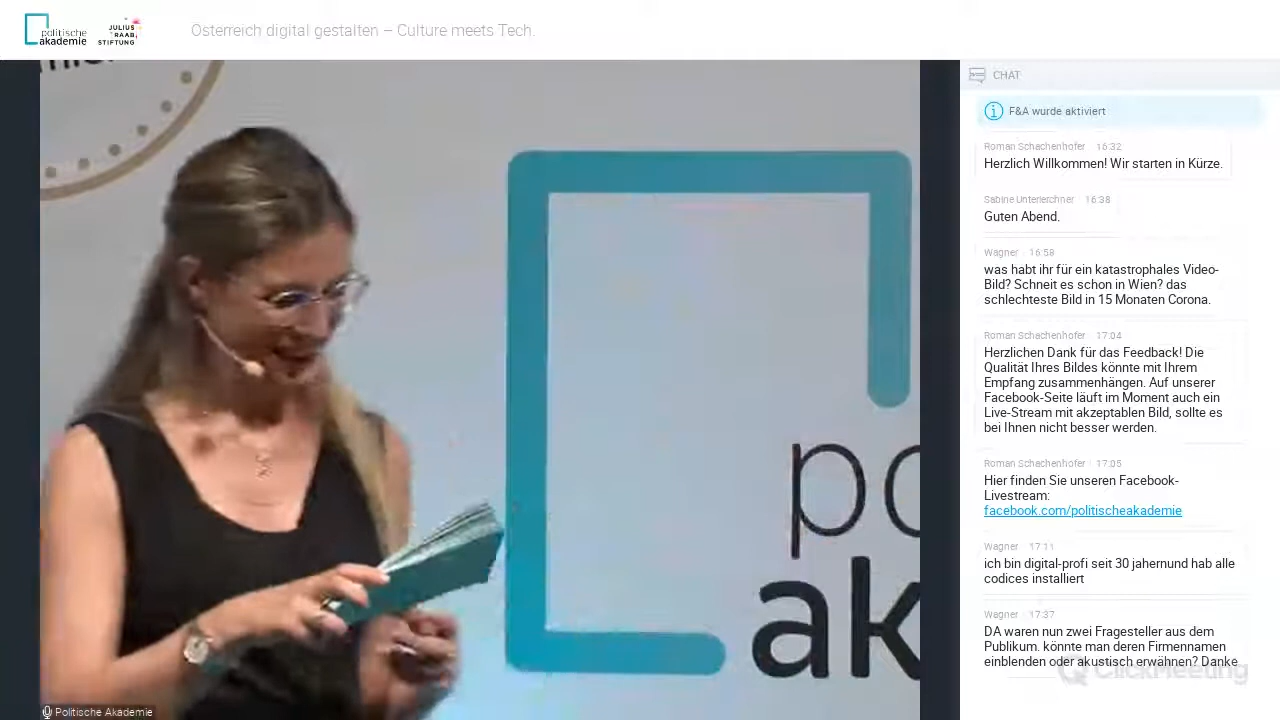 politische
akademie
JULIUS
RAAB
STIFTUNG
Österreich digital gestalten – Culture meets Tech.
CHAT
F&A wurde aktiviert
Roman Schachenhofer 16:32
Herzlich Willkommen! Wir starten in Kürze.
Sabine Unterlerchner 16:38
Guten Abend.
Wagner 16:58
was habt ihr für ein katastrophales Video-
Bild? Schneit es schon in Wien? das
schlechteste Bild in 15 Monaten Corona.
Roman Schachenhofer 17:04
Herzlichen Dank für das Feedback! Die
Qualität Ihres Bildes könnte mit Ihrem
Empfang zusammenhängen. Auf unserer
Facebook-Seite läuft im Moment auch ein
Live-Stream mit akzeptablen Bild, sollte es
bei Ihnen nicht besser werden.
Roman Schachenhofer 17:05
Hier finden Sie unseren Facebook-
Livestream:
facebook.com/politischeakademie
Wagner 17:11
ich bin digital-profi seit 30 jahernund hab alle
codices installiert
Wagner 17:37
DA waren nun zwei Fragesteller aus dem
Publikum. könnte man deren Firmennamen
einblenden oder akustisch erwähnen? Danke
ClickMeeting
po
ak
Politische Akademie